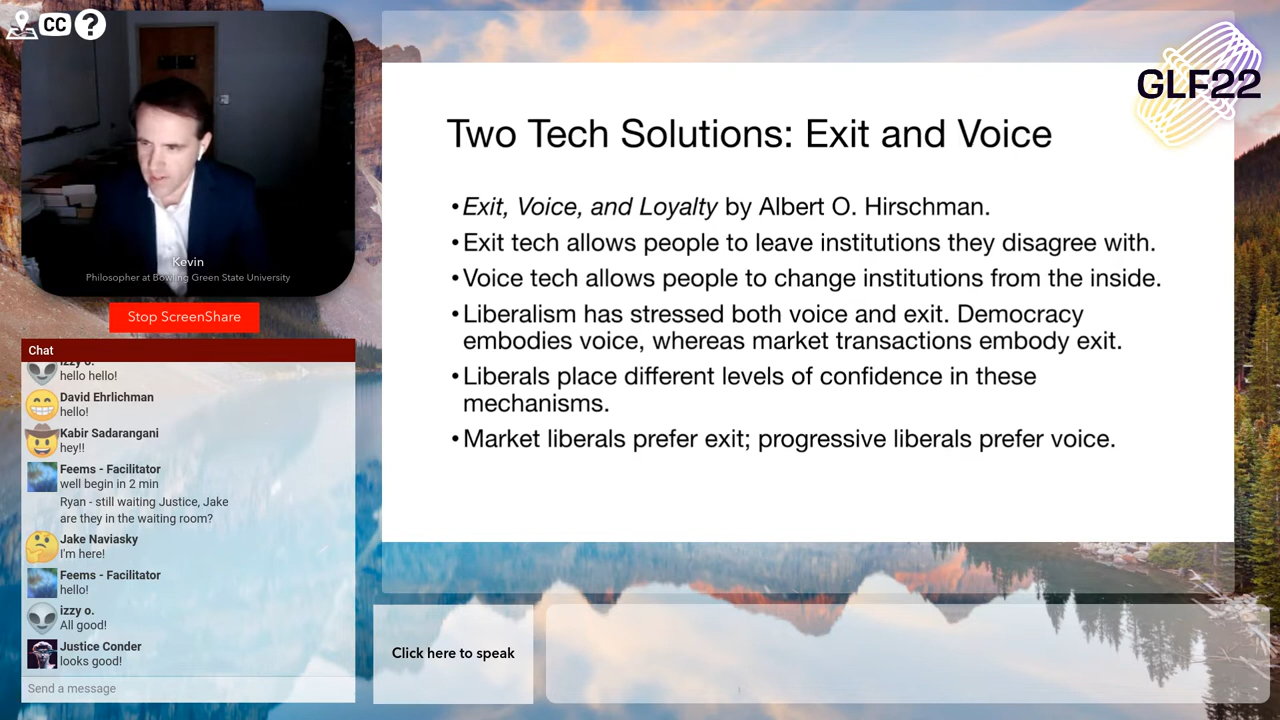 CC ?
GLF22
Kevin
Philosopher at Bowling Green State University
Stop ScreenShare
Chat
izzy o.
hello hello!
David Ehrlichman
hello!
Kabir Sadarangani
hey!!
Feems - Facilitator
well begin in 2 min
Ryan - still waiting Justice, Jake
are they in the waiting room?
Jake Naviasky
I'm here!
Feems - Facilitator
hello!
izzy o.
All good!
Justice Conder
looks good!
Send a message
Two Tech Solutions: Exit and Voice
•Exit, Voice, and Loyalty by Albert O. Hirschman.
•Exit tech allows people to leave institutions they disagree with.
•Voice tech allows people to change institutions from the inside.
•Liberalism has stressed both voice and exit. Democracy
embodies voice, whereas market transactions embody exit.
•Liberals place different levels of confidence in these
mechanisms.
•Market liberals prefer exit; progressive liberals prefer voice.
Click here to speak